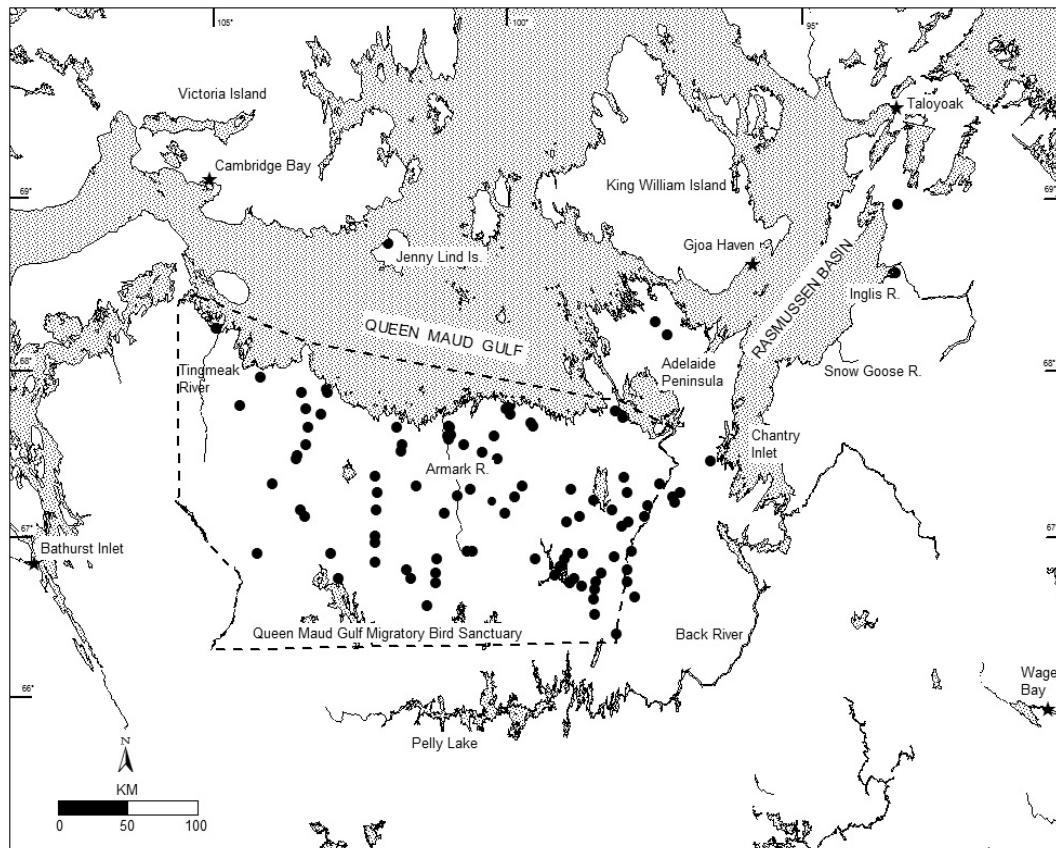 105°
100°
95°
Victoria Island
Taloyoak
Cambridge Bay
King William Island
69°
69°
Gjoa Haven
Jenny Lind Is.
RASMUSSEN BASIN
Inglis R.
QUEEN MAUD GULF
68°
68°
Adelaide
Peninsula
Tingmeak
River
Snow Goose R.
Chantry
Inlet
Armark R.
67°
67°
Bathurst Inlet
Queen Maud Gulf Migratory Bird Sanctuary
Back River
66°
66°
Wager
Bay
Pelly Lake
N
KM
0 50 100